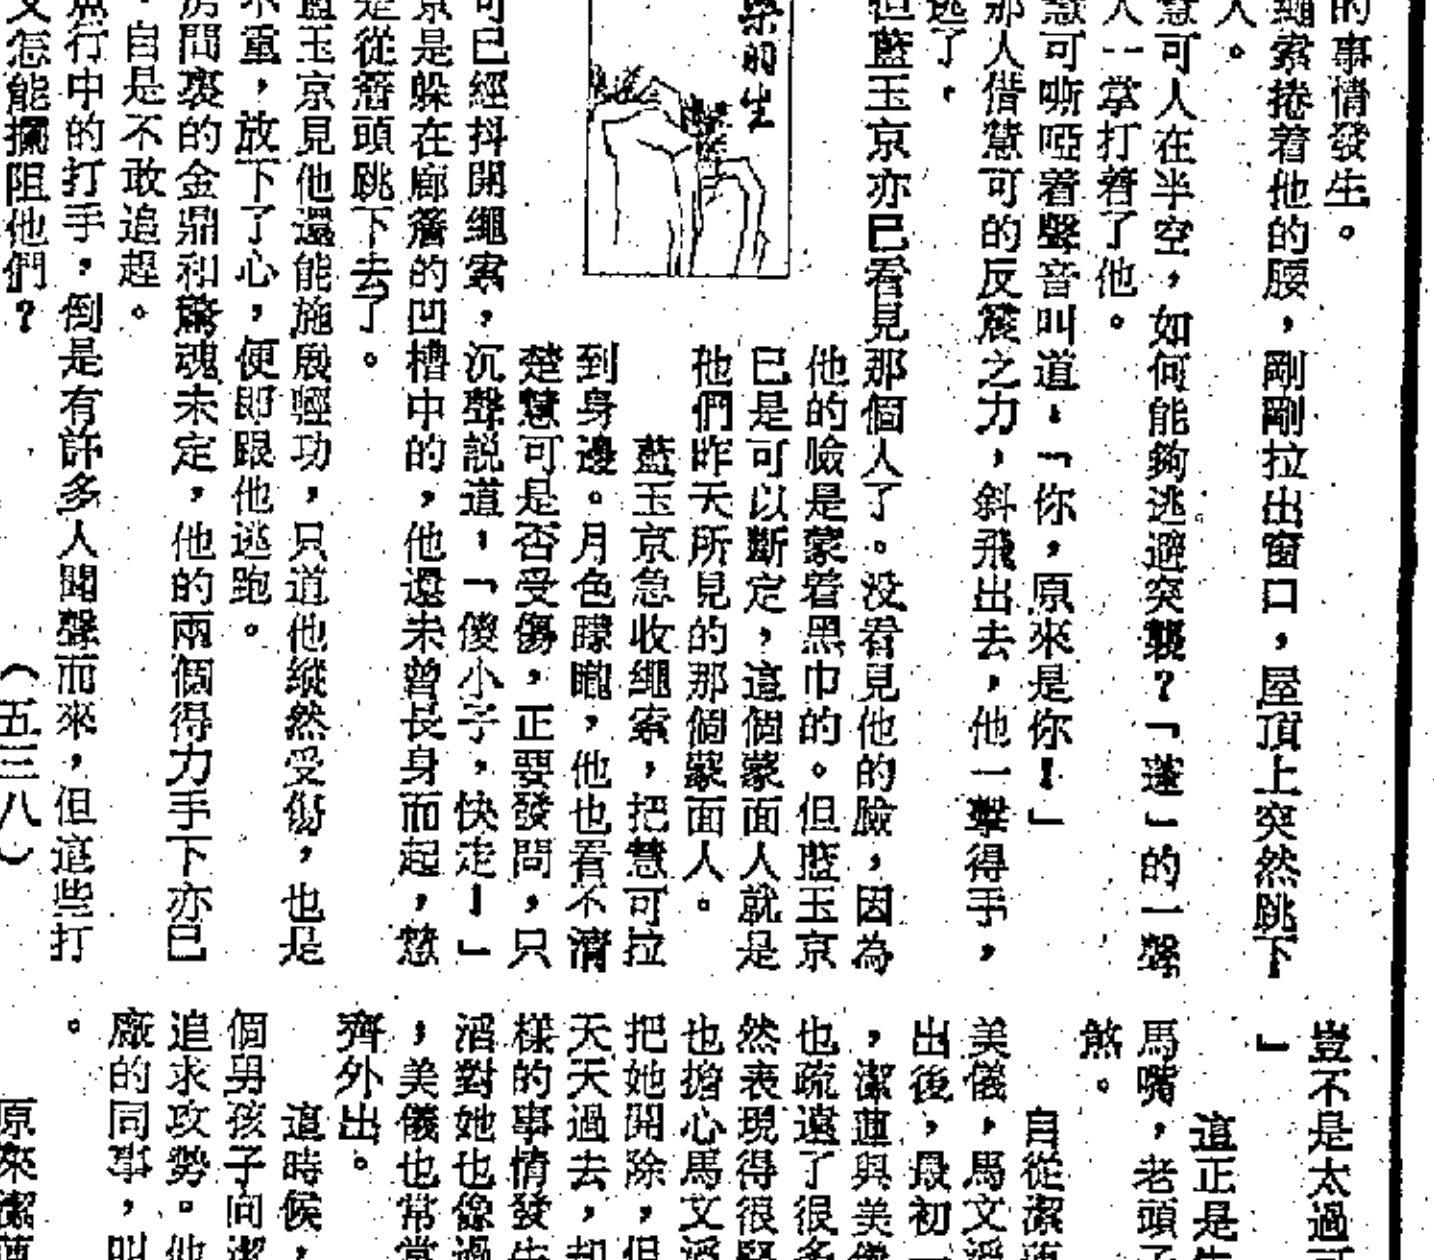 的事情發生。
繩索捲着他的腰，剛剛拉出窗口，屋頂上突然跳下
人。
慧可人在半空，如何能夠逃避突襲？「蓬」的一聲
人一掌打着了他。
慧可嘶啞着聲音叫道，「你，原來是你！」
那人借慧可的反震之力，斜飛出去，他一擊得手，
逃了，
但藍玉京亦已看見那個人了。没看見他的臉，因為
他的臉是蒙着黑巾的。但藍玉京
已是可以斷定，這個蒙面人就是
他們昨天所見的那個蒙面人。
藍玉京急收繩索，把慧可拉
到身邊。月色矇矓，他也看不清
楚慧可是否受傷，正要發問，只
可已經抖開繩索，沉聲説道，「傻小子，快走！」
京是躲在廊簷的凹槽中的，他還未曾長身而起，慧
是從簷頭跳下去了。
藍玉京見他還能施展輕功，只道他縱然受傷，也是
不重，放下了心，便即跟他逃跑。
房間裏的金鼎和驚魂未定，他的兩個得力手下亦已
，自是不敢追趕。
魚行中的打手，倒是有許多人聞聲而來，但這些打
又怎能攔阻他們？
（五三八）
的生
豈不是太過
」
這正是
馬嘴，老頭
煞。
自從潔蓮
美儀，馬文滔
出後，最初一
，潔蓮與美儀
也疏遠了很多
然表現得很堅
也擔心馬文滔
把她開除，但
天天過去，却
樣的事情發生
滔對她也像過
，美儀也常常
齊外出。
這時候，
個男孩子向潔
追求攻勢。他
廠的同事，叫
。
原來潔蓮